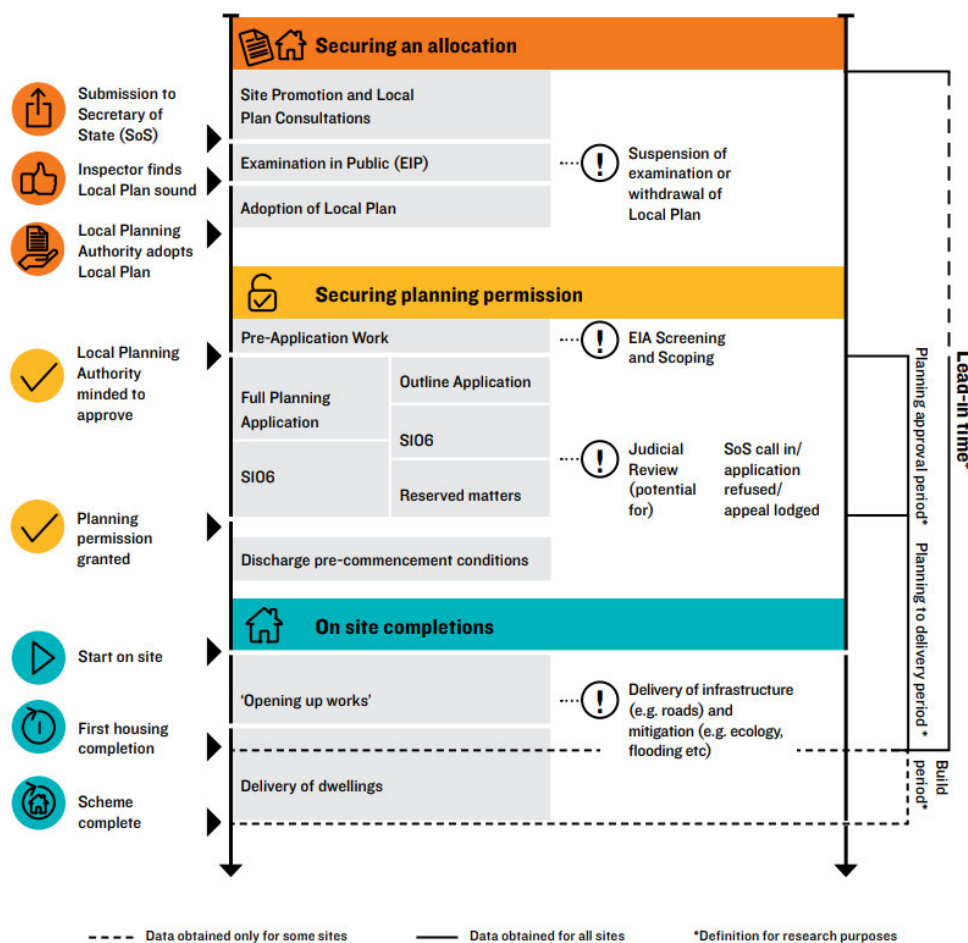 Securing an allocation
Submission to
Secretary of
State (SoS)
Site Promotion and Local
Plan Consultations
Inspector finds
Local Plan sound
Examination in Public (EIP)
Suspension of
examination or
withdrawal of
Local Plan
Adoption of Local Plan
Local Planning
Authority adopts
Local Plan
Securing planning permission
Pre-Application Work
EIA Screening
and Scoping
Local Planning
Authority
minded to
approve
Full Planning
Application
Outline Application
SI06
SI06
Reserved matters
Judicial
Review
(potential
for)
SoS call in/
application
refused/
appeal lodged
Planning
permission
granted
Discharge pre-commencement conditions
On site completions
Start on site
'Opening up works'
Delivery of infrastructure
(e.g. roads) and
mitigation (e.g. ecology,
flooding etc)
First housing
completion
Delivery of dwellings
Scheme
complete
Lead-in time*
Planning approval period*
Planning to delivery period*
Build
period*
Data obtained only for some sites
Data obtained for all sites
*Definition for research purposes